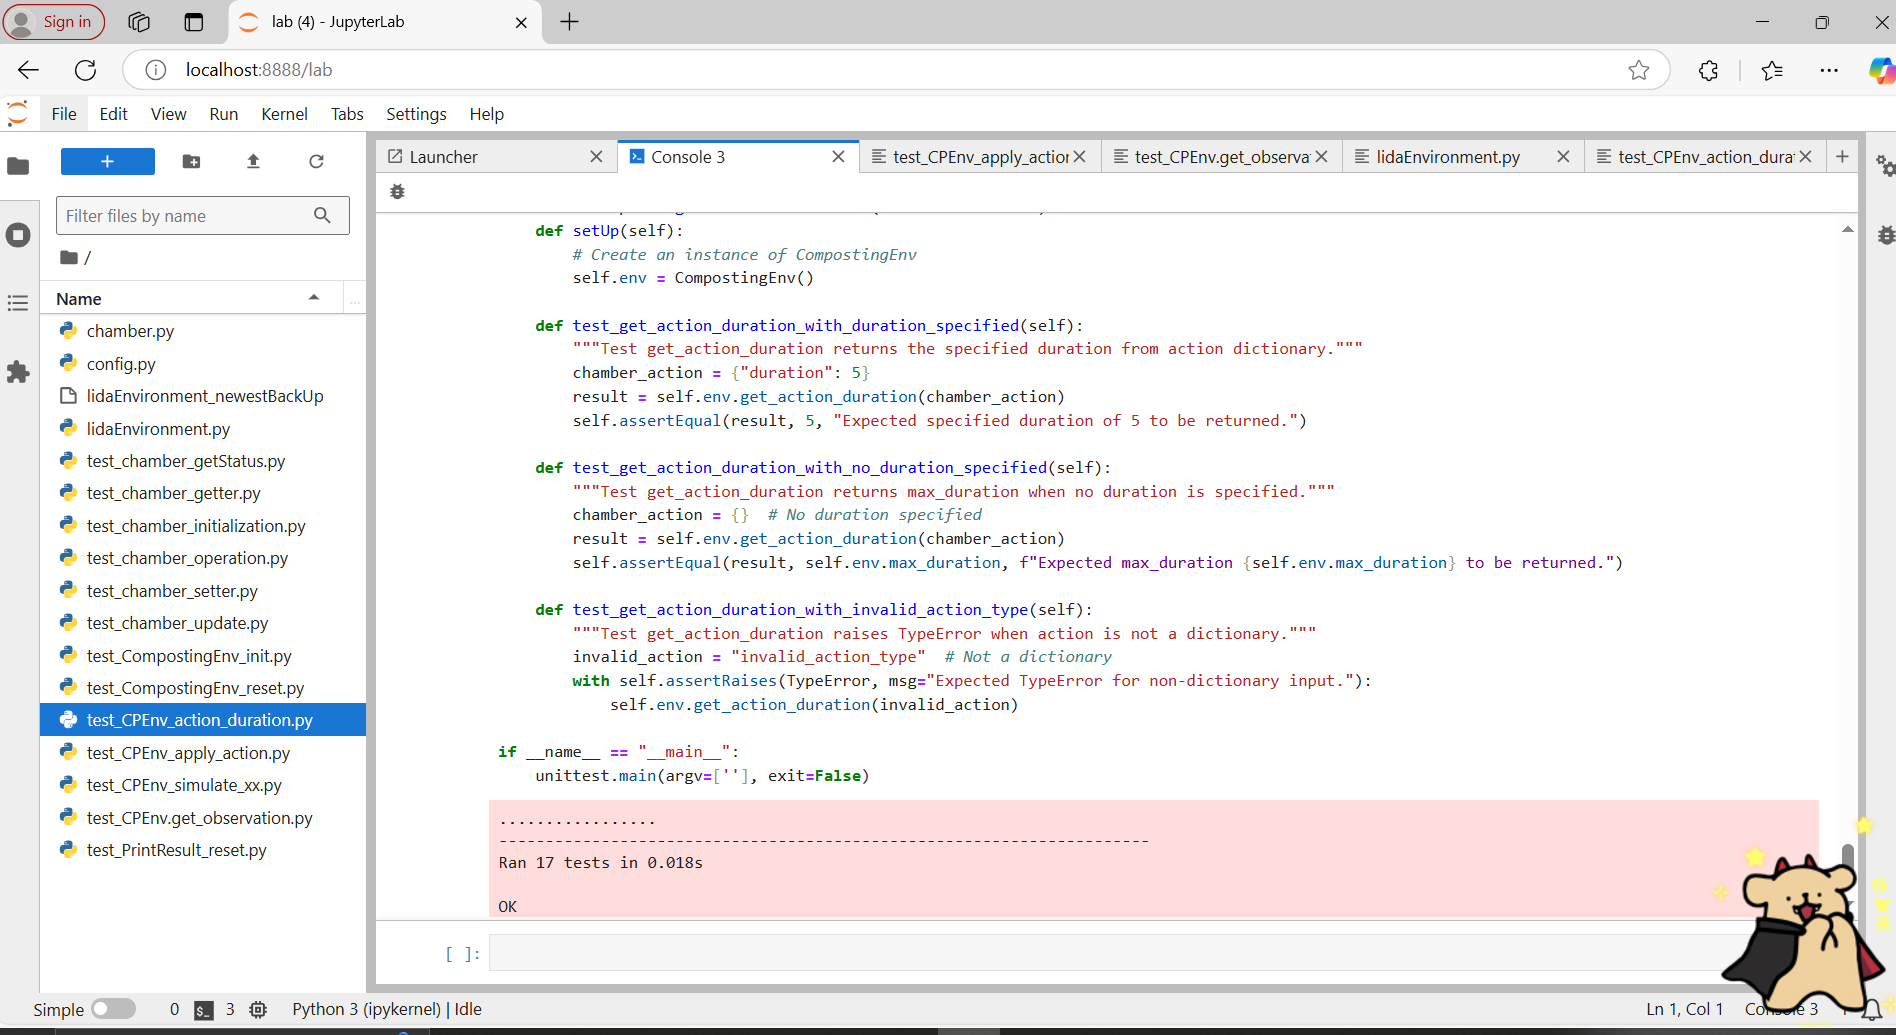 Sign in
lab (4) - JupyterLab
localhost:8888/lab
File Edit View Run Kernel Tabs Settings Help
Launcher
Console 3
test_CPEnv_apply_action
test_CPEnv.get_observa
lidaEnvironment.py
test_CPEnv_action_dura
Filter files by name
/
Name
...
chamber.py
config.py
lidaEnvironment_newestBackUp
lidaEnvironment.py
test_chamber_getStatus.py
test_chamber_getter.py
test_chamber_initialization.py
test_chamber_operation.py
test_chamber_setter.py
test_chamber_update.py
test_CompostingEnv_init.py
test_CompostingEnv_reset.py
test_CPEnv_action_duration.py
test_CPEnv_apply_action.py
test_CPEnv_simulate_xx.py
test_CPEnv.get_observation.py
test_PrintResult_reset.py
def setUp(self):
# Create an instance of CompostingEnv
self.env = CompostingEnv()
def test_get_action_duration_with_duration_specified(self):
"""Test get_action_duration returns the specified duration from action dictionary."""
chamber_action = {"duration": 5}
result = self.env.get_action_duration(chamber_action)
self.assertEqual(result, 5, "Expected specified duration of 5 to be returned.")
def test_get_action_duration_with_no_duration_specified(self):
"""Test get_action_duration returns max_duration when no duration is specified."""
chamber_action = {}  # No duration specified
result = self.env.get_action_duration(chamber_action)
self.assertEqual(result, self.env.max_duration, f"Expected max_duration {self.env.max_duration} to be returned.")
def test_get_action_duration_with_invalid_action_type(self):
"""Test get_action_duration raises TypeError when action is not a dictionary."""
invalid_action = "invalid_action_type"  # Not a dictionary
with self.assertRaises(TypeError, msg="Expected TypeError for non-dictionary input."):
self.env.get_action_duration(invalid_action)
if __name__ == "__main__":
unittest.main(argv=[''], exit=False)
.................
----------------------------------------------------------------------
Ran 17 tests in 0.018s
OK
[ ]:
Simple 0 3 Python 3 (ipykernel) | Idle
Ln 1, Col 1